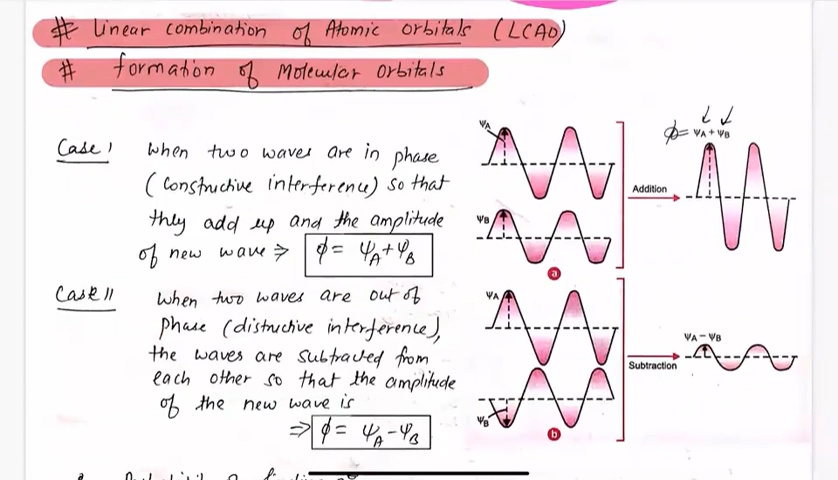 # Linear combination of Atomic orbitals (LCAO)
# formation of Molecular orbitals
Case I when two waves are in phase
(constructive interference) so that
they add up and the amplitude
of new wave ⇒ ϕ = ψA + ψB
Case II when two waves are out of
phase (distructive interference),
the waves are subtracted from
each other so that the amplitude
of the new wave is
⇒ ϕ = ψA - ψB
ψA
ψB
a
Addition
ϕ = ψA + ψB
ψA
ψB
b
Subtraction
ψA − ψB